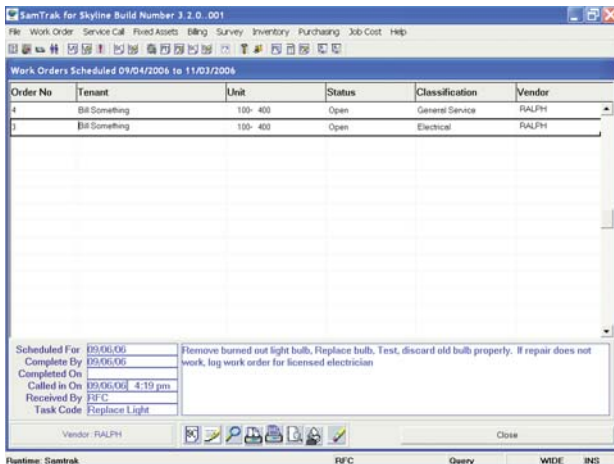 SamTrak for Skyline Build Number 3.2.0..001
File Work Order Service Call Fixed Assets Billing Survey Inventory Purchasing Job Cost Help
Work Orders Scheduled 09/04/2006 to 11/03/2006
Order No Tenant Unit Status Classification Vendor
4 Bill Something 100- 400 Open General Service RALPH
3 Bill Something 100- 400 Open Electrical RALPH
Scheduled For 09/06/06
Complete By 09/06/06
Completed On
Called in On 09/06/06 4:19 pm
Received By RFC
Task Code Replace Light
Remove burned out light bulb, Replace bulb, Test, discard old bulb properly. If repair does not
work, log work order for licensed electrician
Vendor: RALPH
Close
Runtime: Samtrak RFC Query WIDE INS